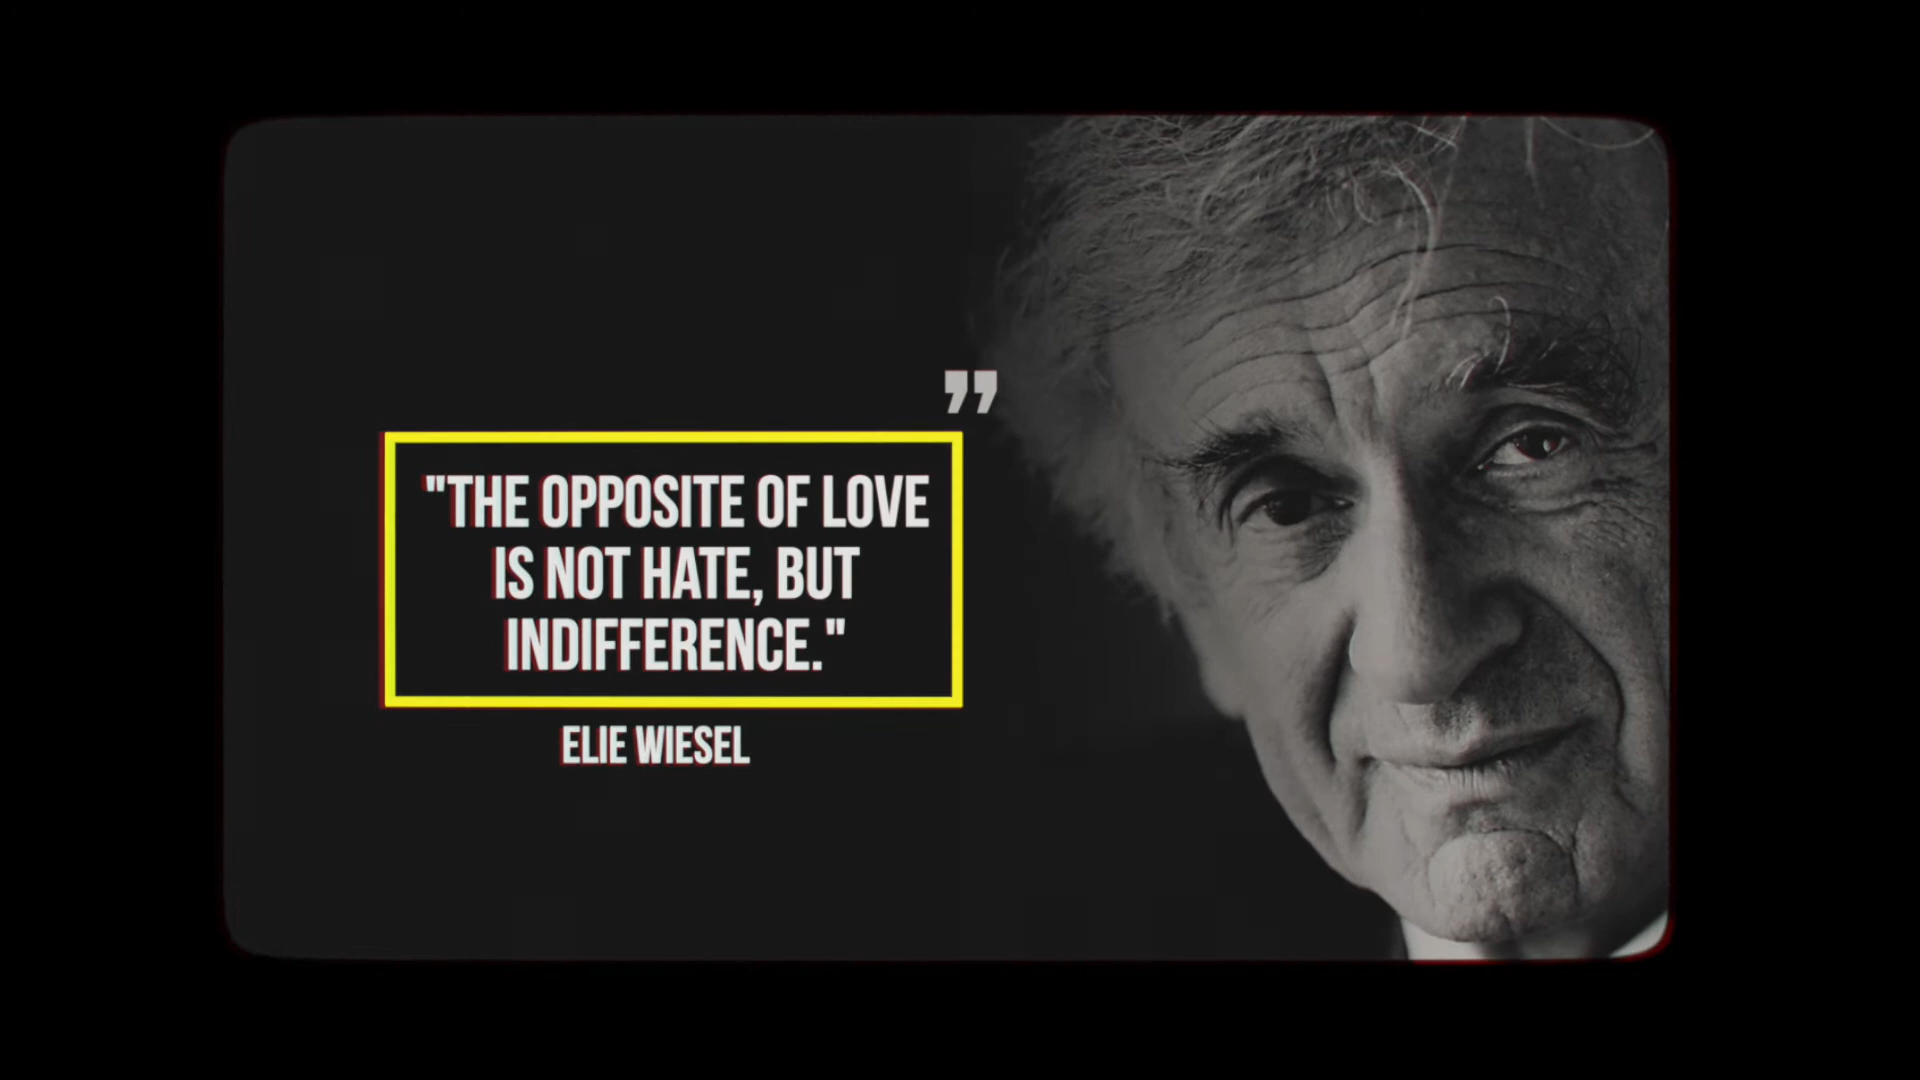 ”
"THE OPPOSITE OF LOVE
IS NOT HATE, BUT
INDIFFERENCE."
ELIE WIESEL